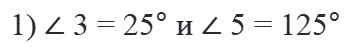 1) ∠ 3 = 25° и ∠ 5 = 125°